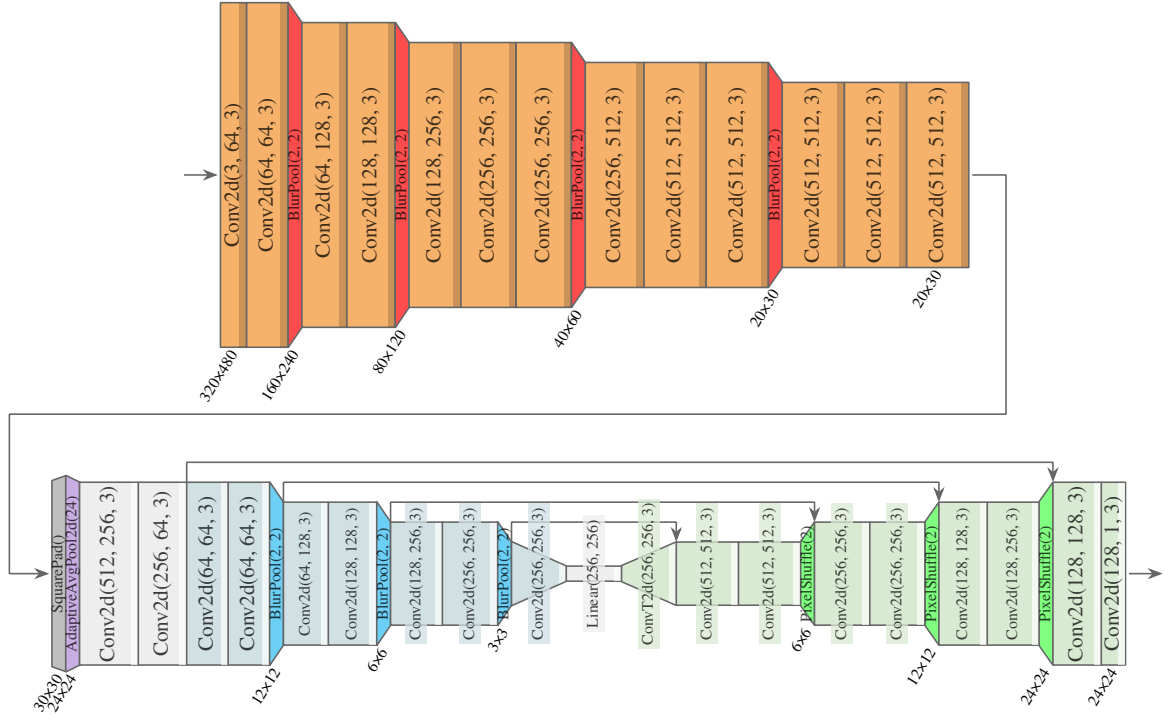 Conv2d(3, 64, 3)
Conv2d(64, 64, 3)
BlurPool(2, 2)
Conv2d(64, 128, 3)
Conv2d(128, 128, 3)
BlurPool(2, 2)
Conv2d(128, 256, 3)
Conv2d(256, 256, 3)
Conv2d(256, 256, 3)
BlurPool(2, 2)
Conv2d(256, 512, 3)
Conv2d(512, 512, 3)
Conv2d(512, 512, 3)
BlurPool(2, 2)
Conv2d(512, 512, 3)
Conv2d(512, 512, 3)
Conv2d(512, 512, 3)
320×480
160×240
80×120
40×60
20×30
20×30
SquarePad()
AdaptiveAvgPool2d(24)
Conv2d(512, 256, 3)
Conv2d(256, 64, 3)
Conv2d(64, 64, 3)
Conv2d(64, 64, 3)
BlurPool(2, 2)
Conv2d(64, 128, 3)
Conv2d(128, 128, 3)
BlurPool(2, 2)
Conv2d(128, 256, 3)
Conv2d(256, 256, 3)
BlurPool(2, 2)
Conv2d(256, 256, 3)
Linear(256, 256)
ConvT2d(256, 256, 3)
Conv2d(512, 512, 3)
Conv2d(512, 512, 3)
PixelShuffle(2)
Conv2d(256, 256, 3)
Conv2d(256, 256, 3)
PixelShuffle(2)
Conv2d(128, 128, 3)
Conv2d(128, 256, 3)
PixelShuffle(2)
Conv2d(128, 128, 3)
Conv2d(128, 1, 3)
30×30
24×24
12×12
6×6
3×3
6×6
12×12
24×24
24×24